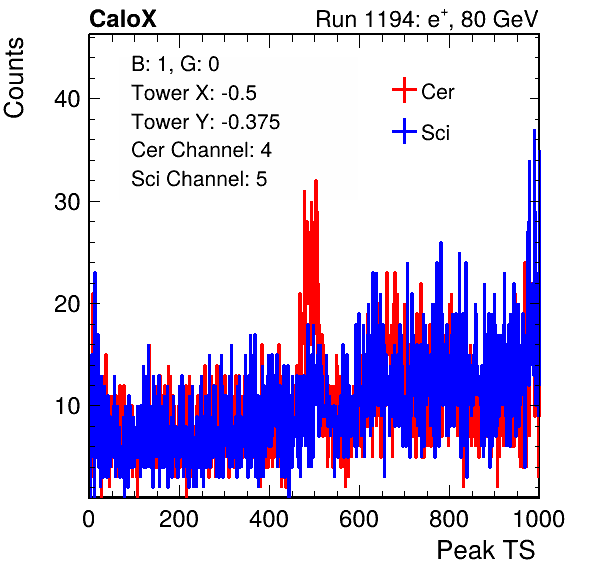 CaloX Run 1194: e+, 80 GeV
Counts
B: 1, G: 0
Tower X: -0.5
Tower Y: -0.375
Cer Channel: 4
Sci Channel: 5
Cer
Sci
40
30
20
10
0 200 400 600 800 1000
Peak TS